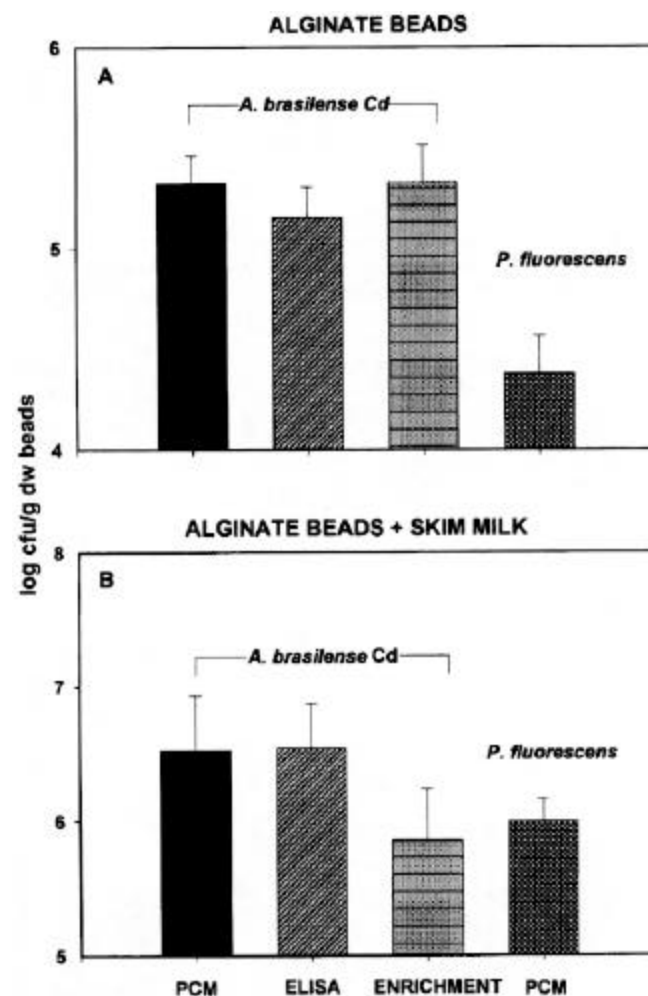 ALGINATE BEADS
6
A
A. brasilense Cd
5
P. fluorescens
4
log cfu/g dw beads
ALGINATE BEADS + SKIM MILK
8
B
A. brasilense Cd
7
P. fluorescens
6
5
PCM ELISA ENRICHMENT PCM